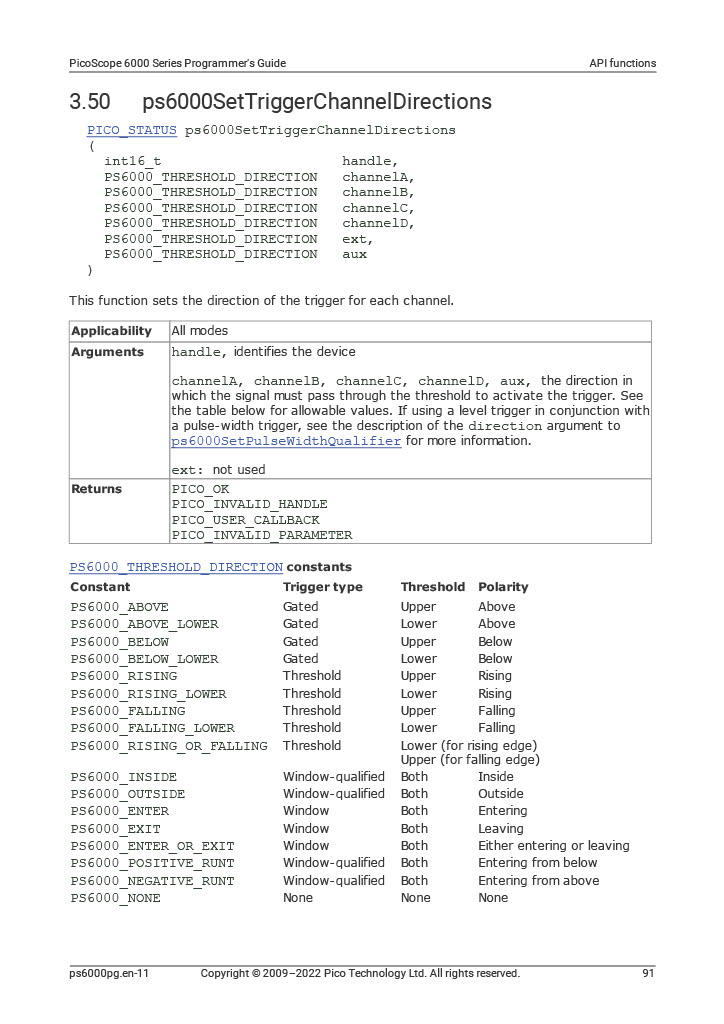 PicoScope 6000 Series Programmer's Guide API functions
3.50 ps6000SetTriggerChannelDirections
PICO_STATUS ps6000SetTriggerChannelDirections
(
int16_t handle,
PS6000_THRESHOLD_DIRECTION channelA,
PS6000_THRESHOLD_DIRECTION channelB,
PS6000_THRESHOLD_DIRECTION channelC,
PS6000_THRESHOLD_DIRECTION channelD,
PS6000_THRESHOLD_DIRECTION ext,
PS6000_THRESHOLD_DIRECTION aux
)
This function sets the direction of the trigger for each channel.
Applicability All modes
Arguments handle, identifies the device
channelA, channelB, channelC, channelD, aux, the direction in
which the signal must pass through the threshold to activate the trigger. See
the table below for allowable values. If using a level trigger in conjunction with
a pulse-width trigger, see the description of the direction argument to
ps6000SetPulseWidthQualifier for more information.
ext: not used
Returns PICO_OK
PICO_INVALID_HANDLE
PICO_USER_CALLBACK
PICO_INVALID_PARAMETER
PS6000_THRESHOLD_DIRECTION constants
Constant Trigger type Threshold Polarity
PS6000_ABOVE Gated Upper Above
PS6000_ABOVE_LOWER Gated Lower Above
PS6000_BELOW Gated Upper Below
PS6000_BELOW_LOWER Gated Lower Below
PS6000_RISING Threshold Upper Rising
PS6000_RISING_LOWER Threshold Lower Rising
PS6000_FALLING Threshold Upper Falling
PS6000_FALLING_LOWER Threshold Lower Falling
PS6000_RISING_OR_FALLING Threshold Lower (for rising edge)
Upper (for falling edge)
PS6000_INSIDE Window-qualified Both Inside
PS6000_OUTSIDE Window-qualified Both Outside
PS6000_ENTER Window Both Entering
PS6000_EXIT Window Both Leaving
PS6000_ENTER_OR_EXIT Window Both Either entering or leaving
PS6000_POSITIVE_RUNT Window-qualified Both Entering from below
PS6000_NEGATIVE_RUNT Window-qualified Both Entering from above
PS6000_NONE None None None
ps6000pg.en-11 Copyright © 2009–2022 Pico Technology Ltd. All rights reserved. 91